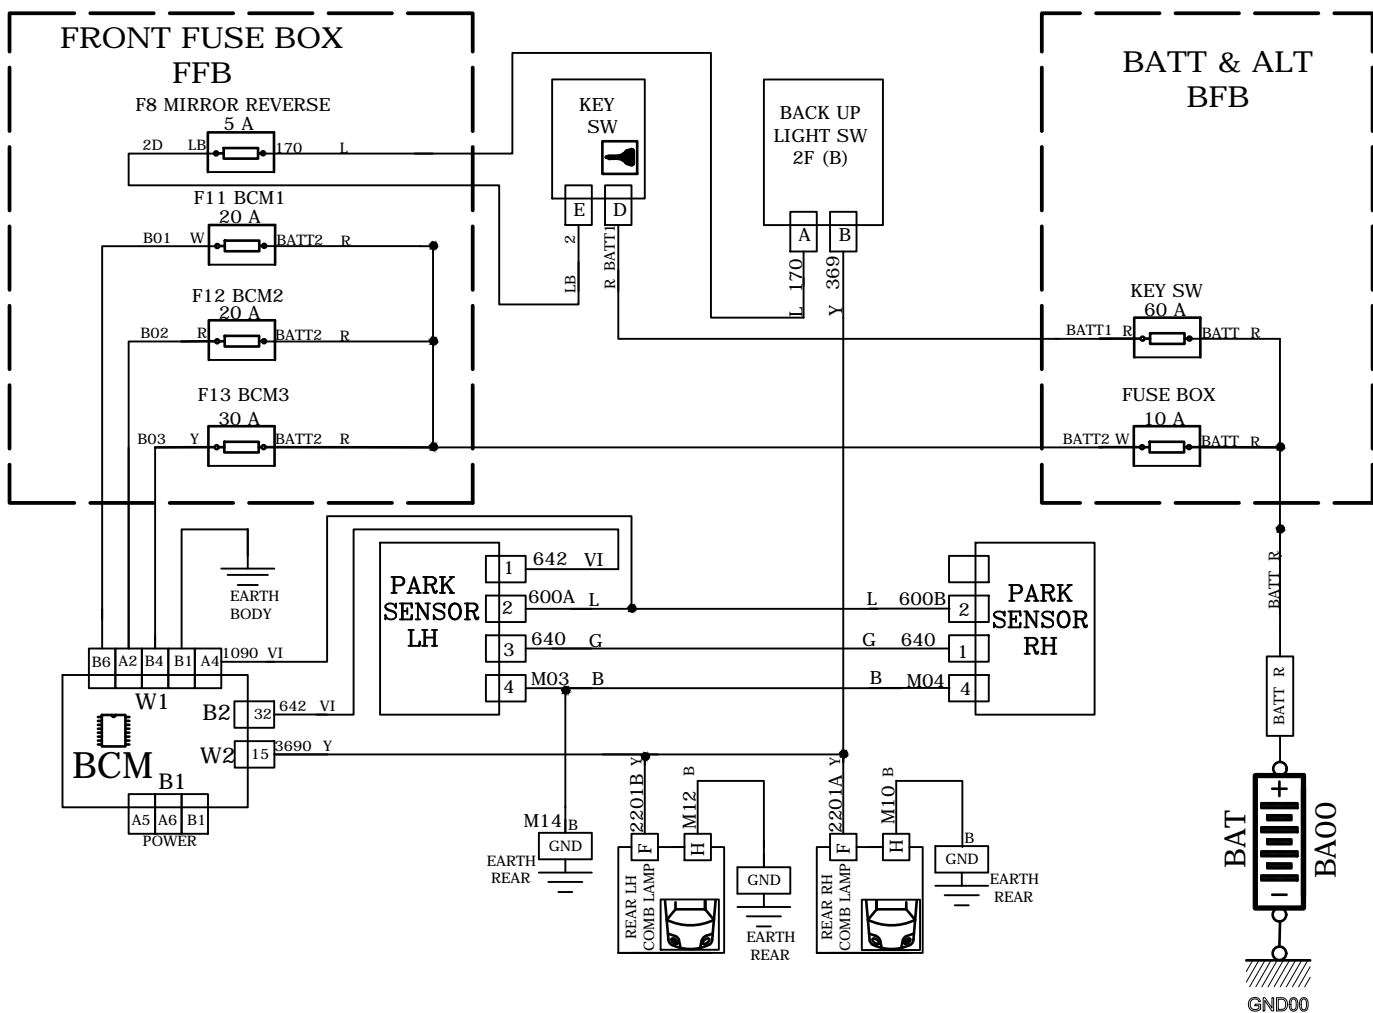 FRONT FUSE BOX
FFB
F8 MIRROR REVERSE
5 A
2D LB 170 L
F11 BCM1
20 A
B01 W BATT2 R
F12 BCM2
20 A
B02 R BATT2 R
F13 BCM3
30 A
B03 Y BATT2 R
KEY
SW
E D
2
LB
R BATT1
BACK UP
LIGHT SW
2F (B)
A B
L 170
Y 369
BATT & ALT
BFB
KEY SW
60 A
BATT1 R BATT R
FUSE BOX
10 A
BATT2 W BATT R
BATT R
BATT R
EARTH
BODY
PARK
SENSOR
LH
1 642 VI
2 600A L
3 640 G
4 M03 B
L 600B 2
G 640 1
B M04 4
PARK
SENSOR
RH
B6 A2 B4 B1 A4 1090 VI
W1
B2 32 642 VI
W2 15 3690 Y
BCM
B1
A5 A6 B1
POWER
M14 B
GND
EARTH
REAR
2201B Y
M12 B
F H
REAR LH
COMB LAMP
GND
EARTH
REAR
2201A Y
M10 B
F H
REAR RH
COMB LAMP
B
GND
EARTH
REAR
BAT
+
−
BA00
GND00